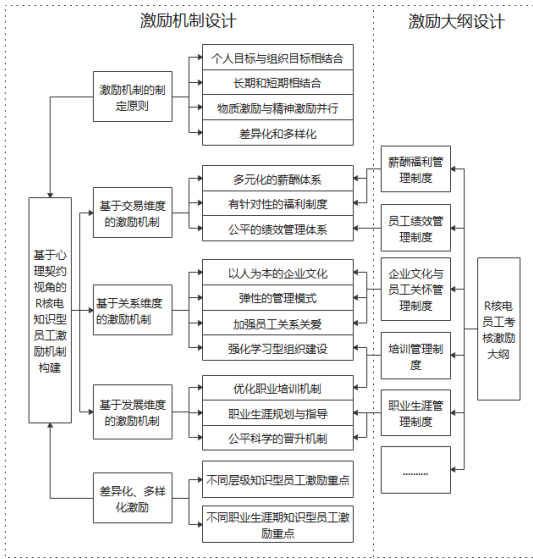 激励机制设计
激励大纲设计
激励机制的制
定原则
个人目标与组织目标相结合
长期和短期相结合
物质激励与精神激励并行
差异化和多样化
基于心
理契约
视角的
R核电
知识型
员工激
励机制
构建
基于交易维度
的激励机制
多元化的薪酬体系
有针对性的福利制度
公平的绩效管理体系
基于关系维度
的激励机制
以人为本的企业文化
弹性的管理模式
加强员工关系关爱
强化学习型组织建设
基于发展维度
的激励机制
优化职业培训机制
职业生涯规划与指导
公平科学的晋升机制
差异化、多样
化激励
不同层级知识型员工激励重点
不同职业生涯期知识型员工激
励重点
薪酬福利管
理制度
员工绩效管
理制度
企业文化与
员工关怀管
理制度
培训管理制
度
职业生涯管
理制度
..........
R核电
员工考
核激励
大纲